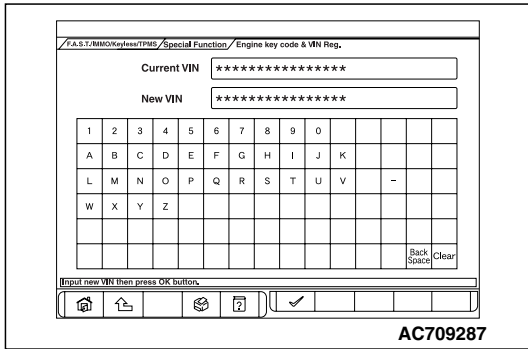 F.A.S.T./IMMO/Keyless/TPMS / Special Function / Engine key code & VIN Reg.
Current VIN ****************
New VIN ****************
1 2 3 4 5 6 7 8 9 0
A B C D E F G H I J K
L M N O P Q R S T U V -
W X Y Z
Back Space Clear
Input new VIN then press OK button.
?
AC709287